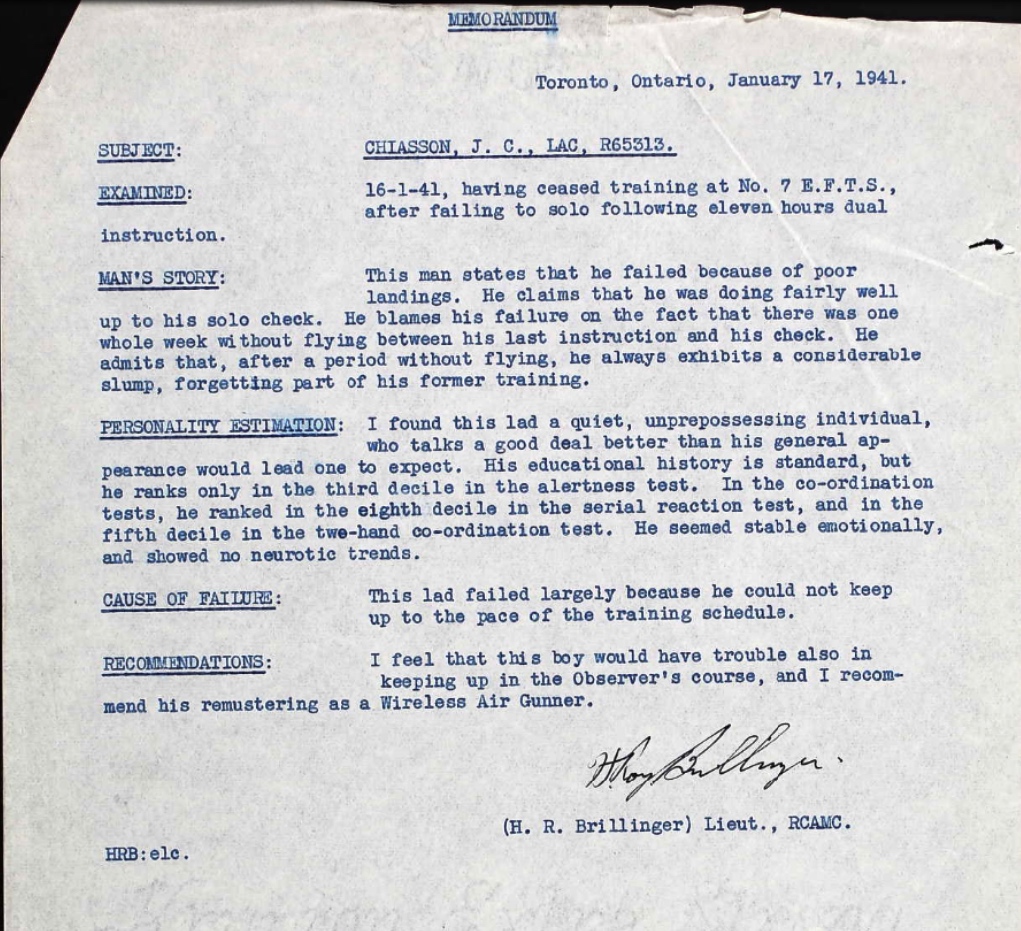 MEMORANDUM
Toronto, Ontario, January 17, 1941.
SUBJECT: CHIASSON, J. C., LAC, R65313.
EXAMINED: 16-1-41, having ceased training at No. 7 E.F.T.S.,
after failing to solo following eleven hours dual
instruction.
MAN'S STORY: This man states that he failed because of poor
landings. He claims that he was doing fairly well
up to his solo check. He blames his failure on the fact that there was one
whole week without flying between his last instruction and his check. He
admits that, after a period without flying, he always exhibits a considerable
slump, forgetting part of his former training.
PERSONALITY ESTIMATION: I found this lad a quiet, unprepossessing individual,
who talks a good deal better than his general ap-
pearance would lead one to expect. His educational history is standard, but
he ranks only in the third decile in the alertness test. In the co-ordination
tests, he ranked in the eighth decile in the serial reaction test, and in the
fifth decile in the two-hand co-ordination test. He seemed stable emotionally,
and showed no neurotic trends.
CAUSE OF FAILURE: This lad failed largely because he could not keep
up to the pace of the training schedule.
RECOMMENDATIONS: I feel that this boy would have trouble also in
keeping up in the Observer's course, and I recom-
mend his remustering as a Wireless Air Gunner.
H Roy Brillinger.
(H. R. Brillinger) Lieut., RCAMC.
HRB:elc.